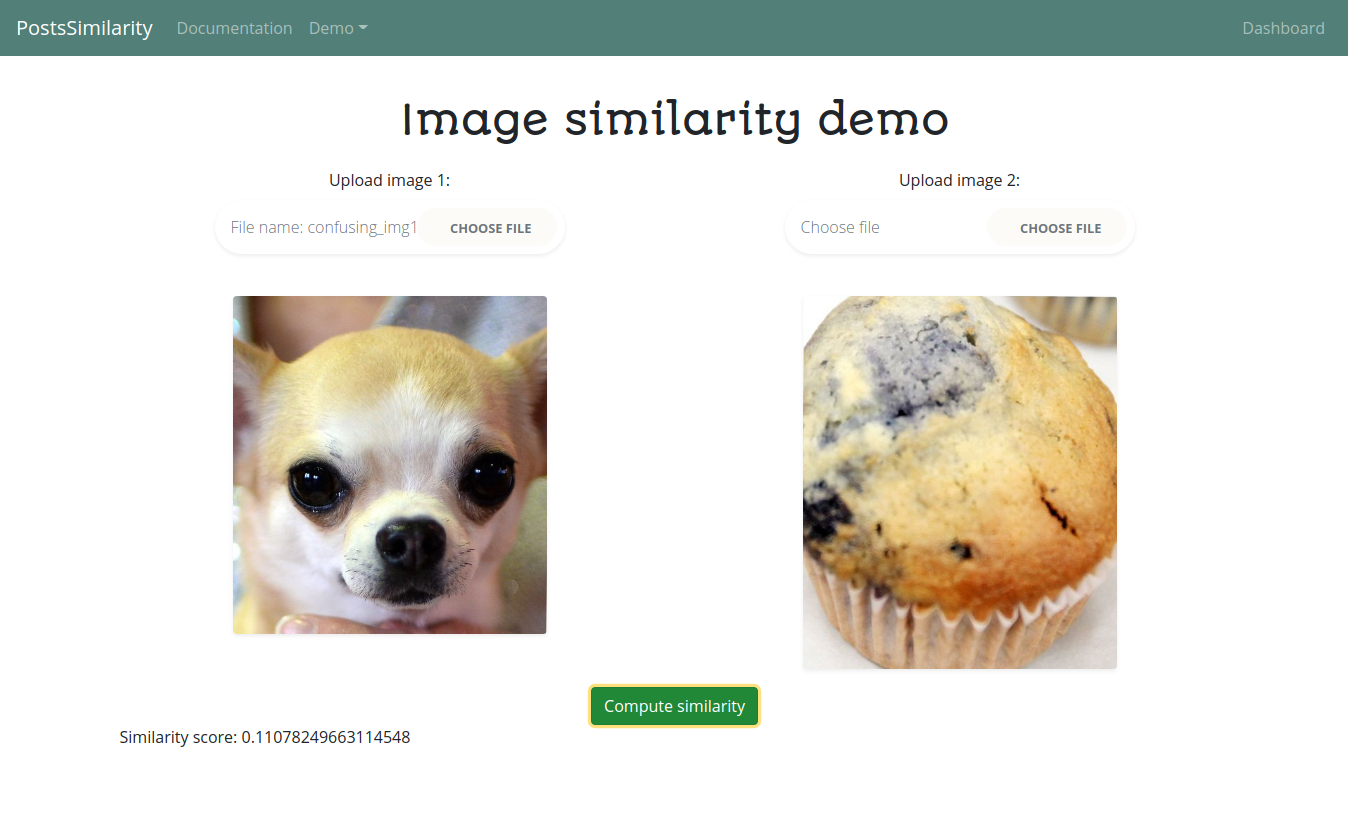 PostsSimilarity Documentation Demo Dashboard
Image similarity demo
Upload image 1:
Upload image 2:
File name: confusing_img1 CHOOSE FILE
Choose file CHOOSE FILE
Compute similarity
Similarity score: 0.11078249663114548